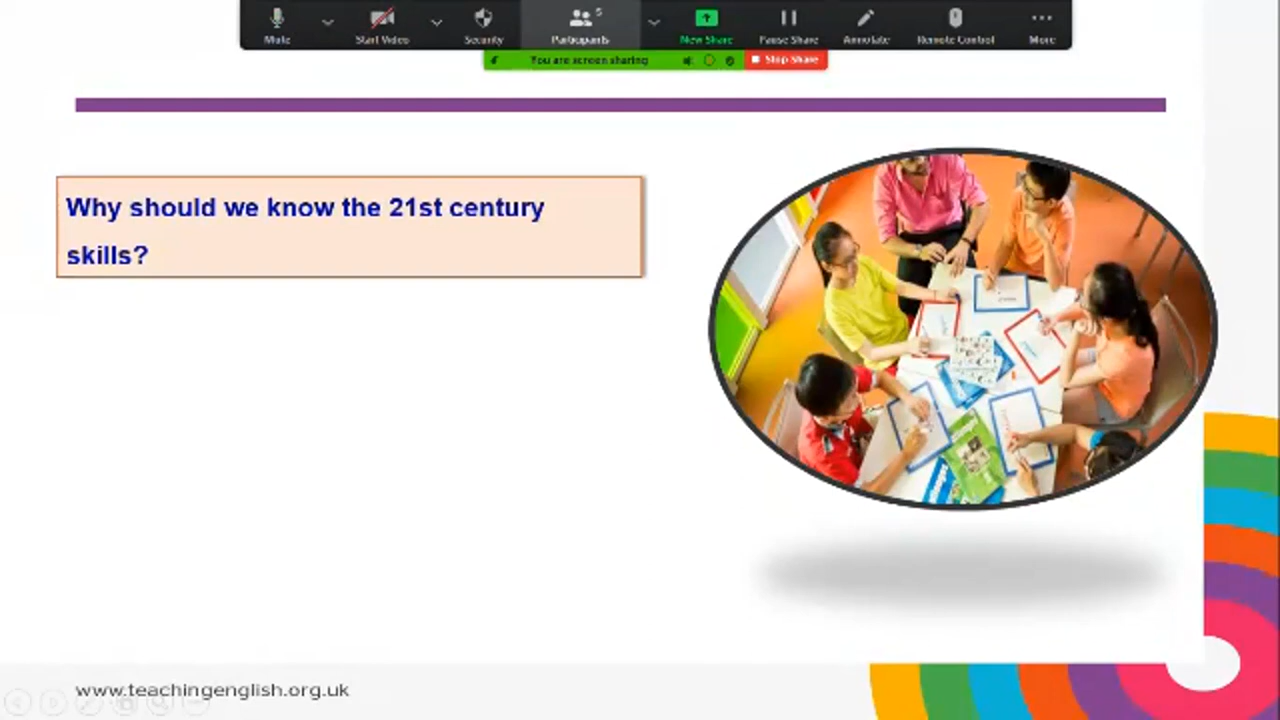 5
Mute
Start Video
Security
Participants
New Share
Pause Share
Annotate
Remote Control
More
You are screen sharing
Stop Share
Why should we know the 21st century
skills?
www.teachingenglish.org.uk